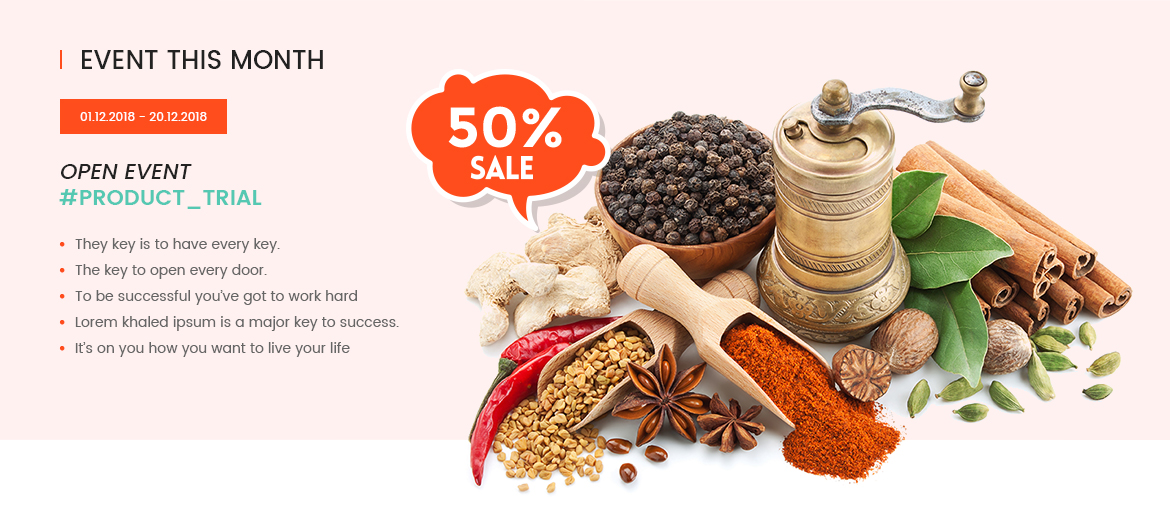 EVENT THIS MONTH
01.12.2018 - 20.12.2018
OPEN EVENT
#PRODUCT_TRIAL
They key is to have every key.
The key to open every door.
To be successful you've got to work hard
Lorem khaled ipsum is a major key to success.
It's on you how you want to live your life
50%
SALE